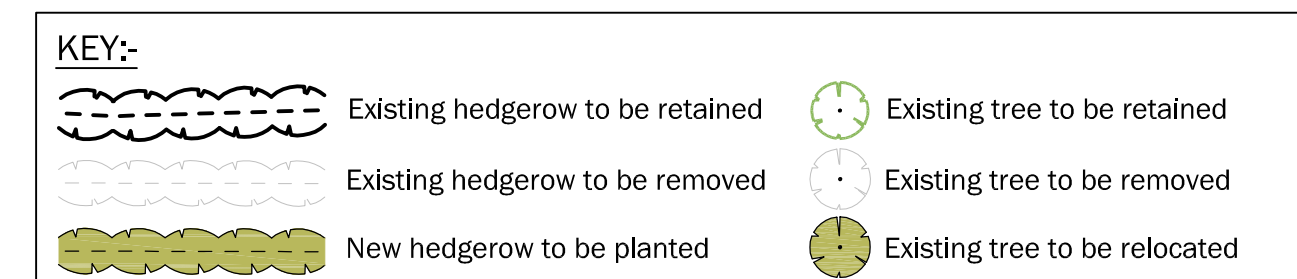 KEY:-
Existing hedgerow to be retained
Existing tree to be retained
Existing hedgerow to be removed
Existing tree to be removed
New hedgerow to be planted
Existing tree to be relocated